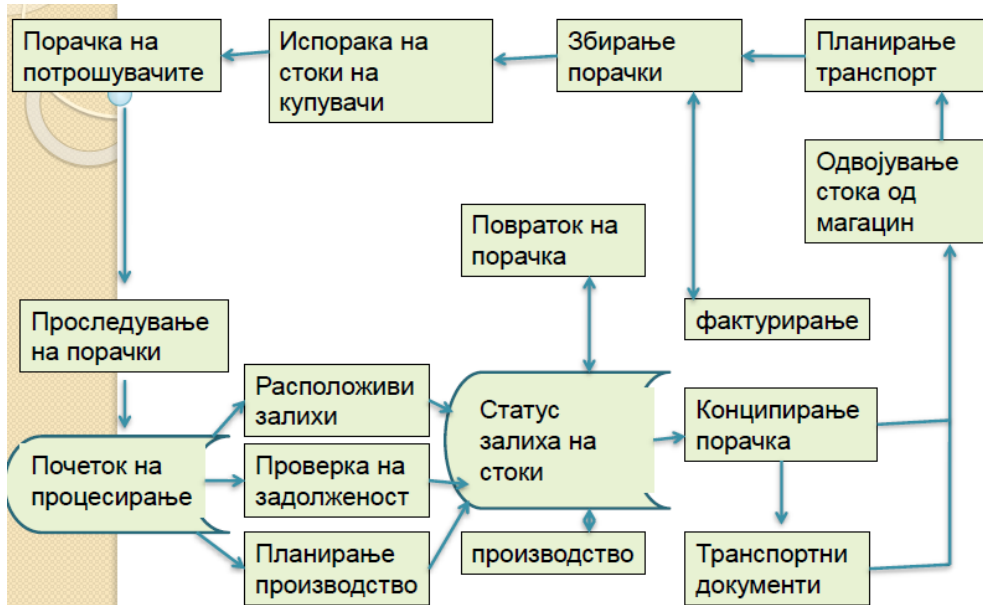 Порачка на
потрошувачите
Испорака на
стоки на
купувачи
Збирање
порачки
Планирање
транспорт
Одвојување
стока од
магацин
Повраток на
порачка
Проследување
на порачки
фактурирање
Расположиви
залихи
Статус
залиха на
стоки
Конципирање
порачка
Почеток на
процесирање
Проверка на
задолженост
Планирање
производство
производство
Транспортни
документи